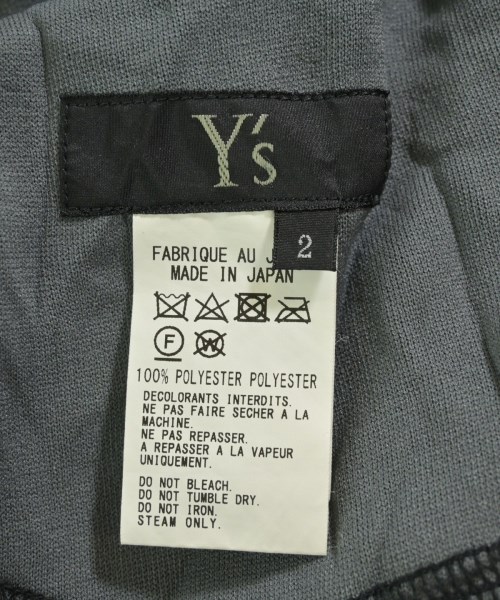 Y's
2
FABRIQUE AU J
MADE IN JAPAN
F W
100% POLYESTER POLYESTER
DECOLORANTS INTERDITS.
NE PAS FAIRE SECHER A LA
MACHINE.
NE PAS REPASSER.
A REPASSER A LA VAPEUR
UNIQUEMENT.
DO NOT BLEACH.
DO NOT TUMBLE DRY.
DO NOT IRON.
STEAM ONLY.